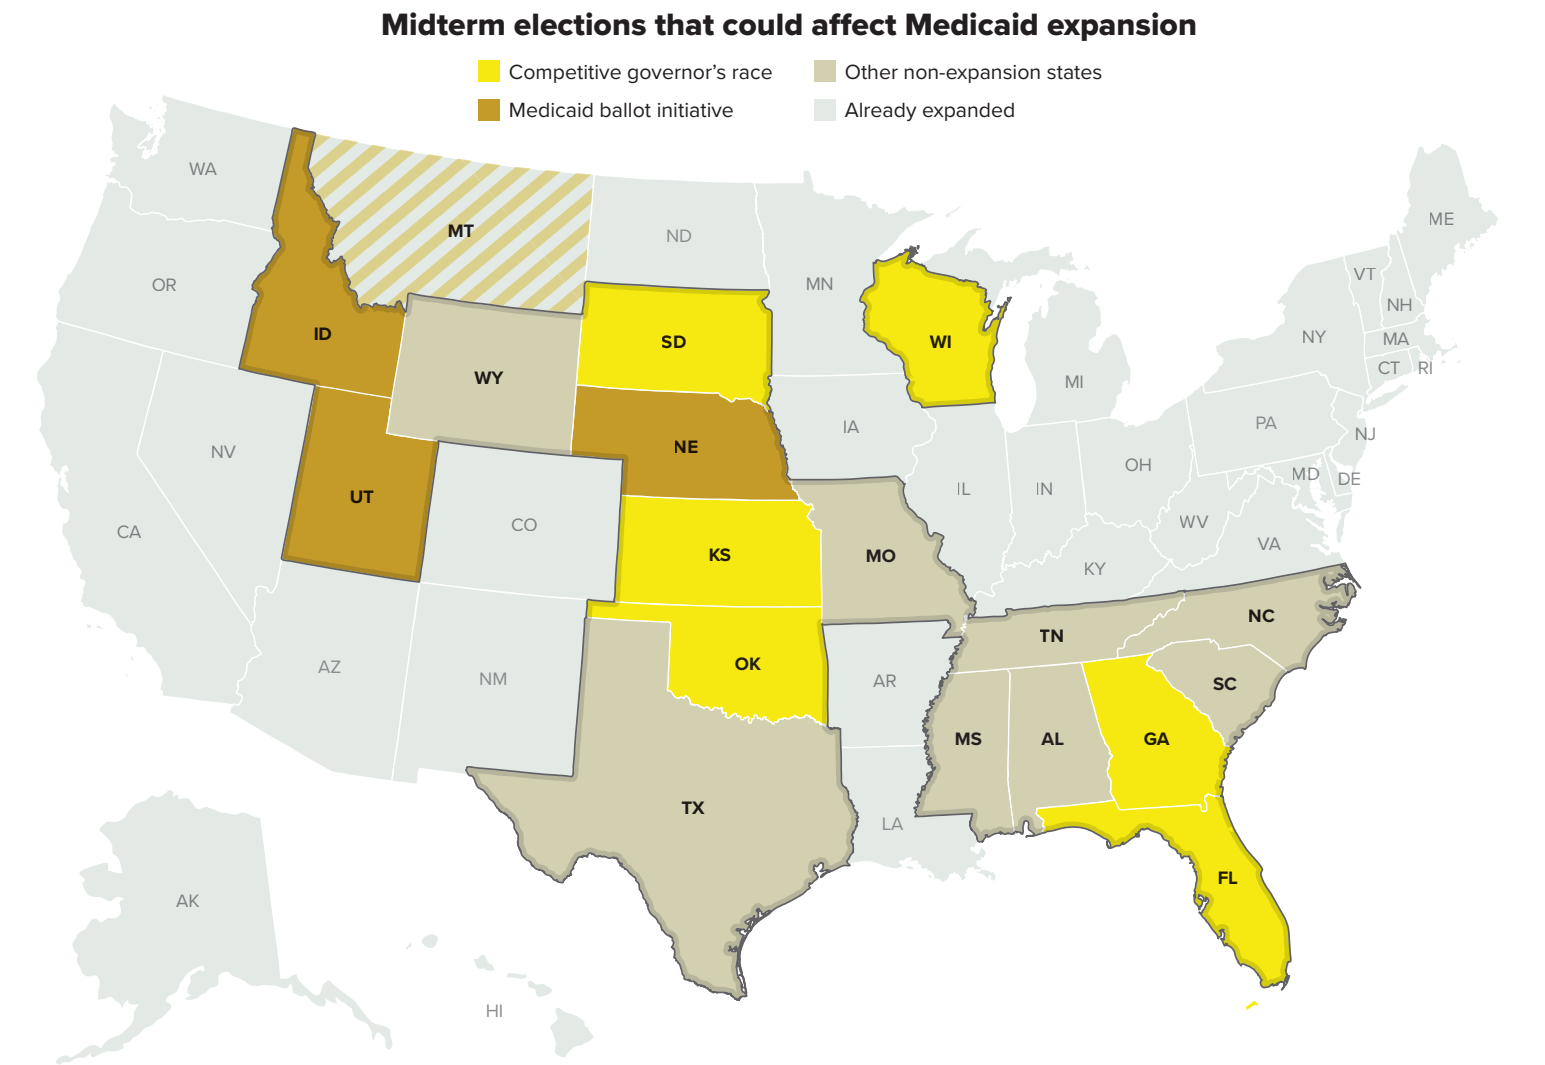 Midterm elections that could affect Medicaid expansion
Competitive governor’s race
Other non-expansion states
Medicaid ballot initiative
Already expanded
WA
MT
ND
ME
OR
MN
VT
NH
ID
SD
WI
NY
MA
WY
MI
CT
RI
NV
NE
IA
PA
NJ
UT
CO
IL
IN
OH
MD
DE
CA
KS
MO
WV
VA
KY
AZ
NM
OK
AR
TN
NC
SC
TX
MS
AL
GA
LA
FL
AK
HI